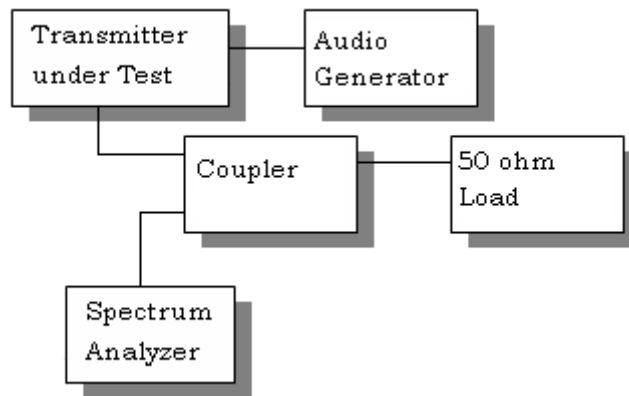 Transmitter
under Test
Audio
Generator
Coupler
50 ohm
Load
Spectrum
Analyzer